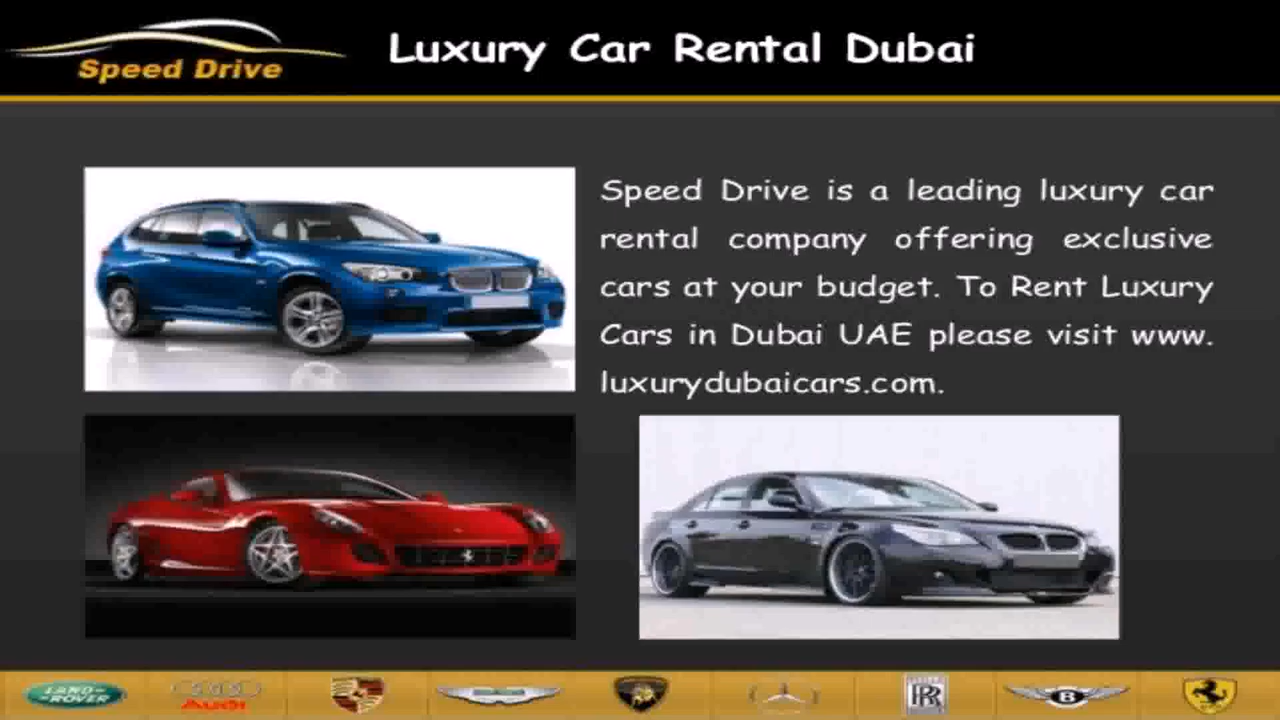 Speed Drive
Luxury Car Rental Dubai
Speed Drive is a leading luxury car
rental company offering exclusive
cars at your budget. To Rent Luxury
Cars in Dubai UAE please visit www.
luxurydubaicars.com.
LAND-
-ROVER
Audi
RR
B